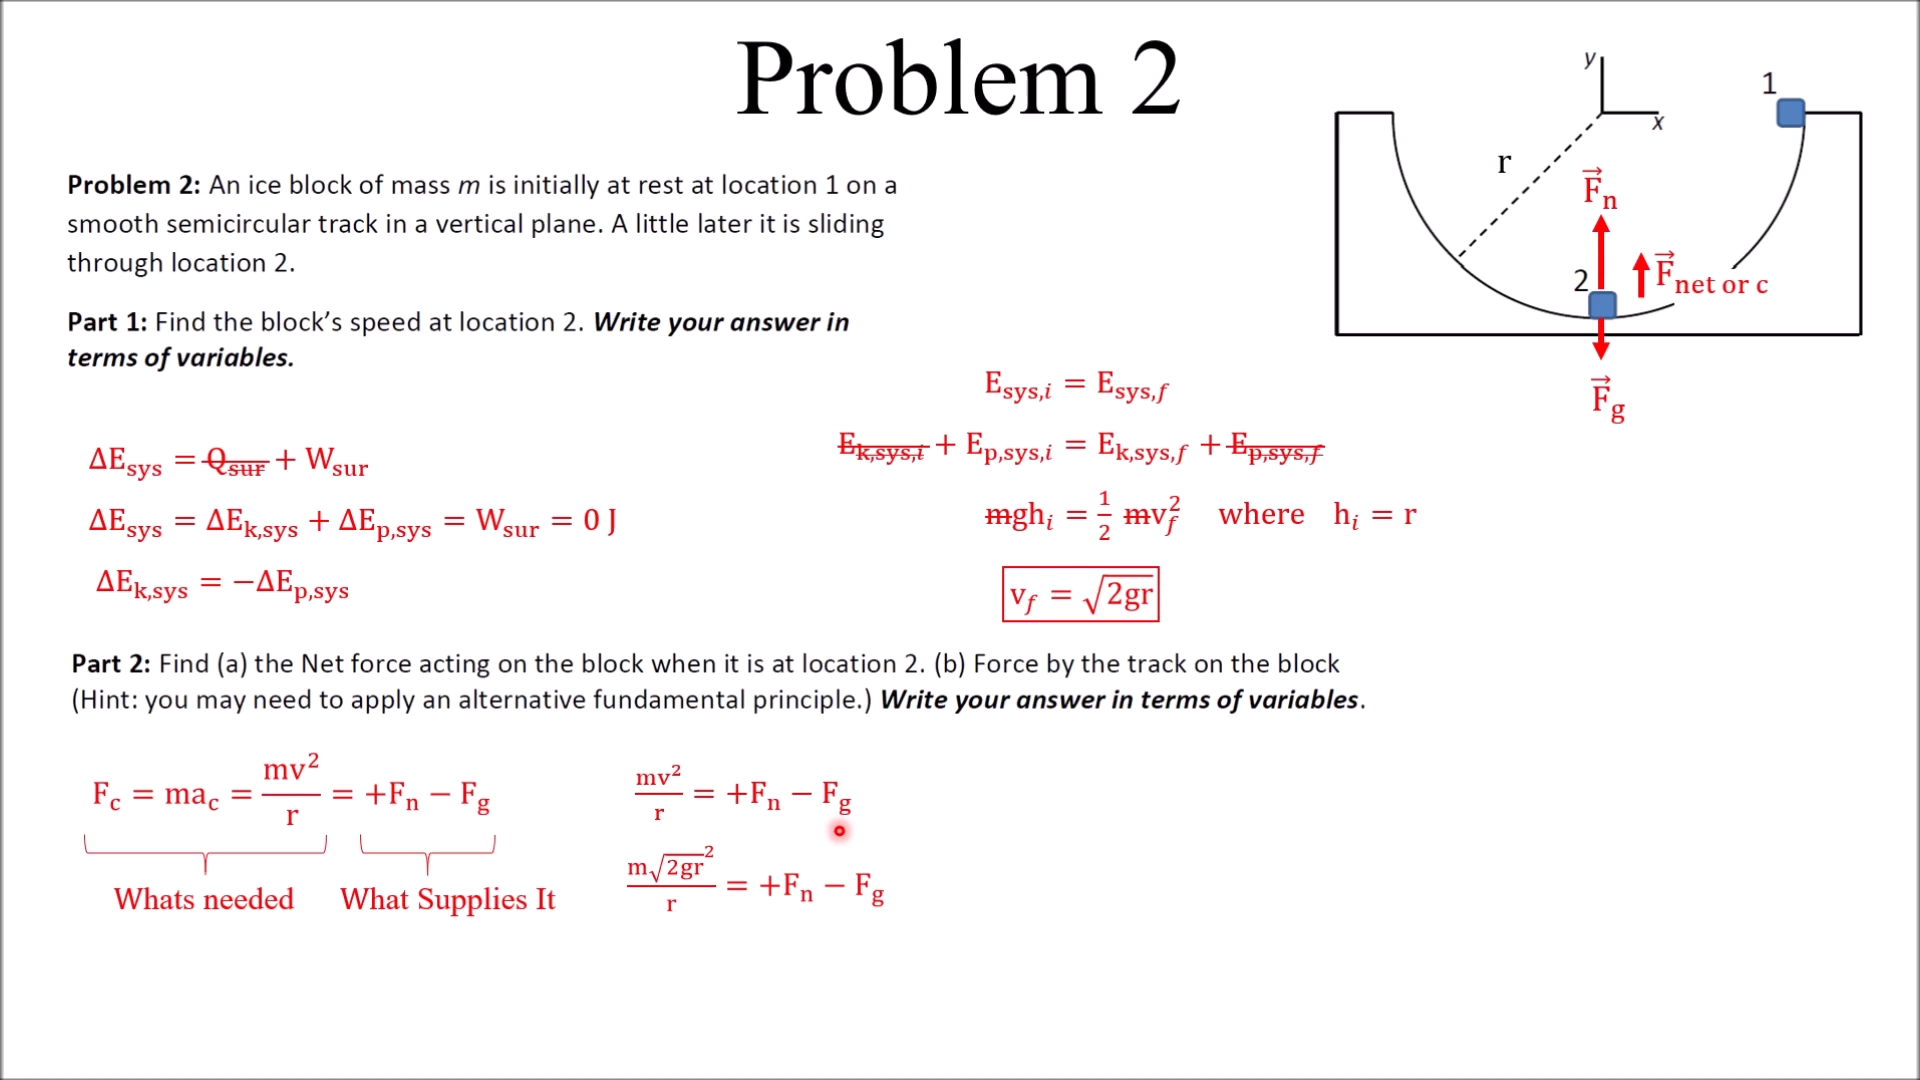 Problem 2
y
1
x
r
F⃗n
2
F⃗net or c
F⃗g
Problem 2: An ice block of mass m is initially at rest at location 1 on a
smooth semicircular track in a vertical plane. A little later it is sliding
through location 2.
Part 1: Find the block’s speed at location 2. Write your answer in
terms of variables.
ΔEsys = Qsur + Wsur
ΔEsys = ΔEk,sys + ΔEp,sys = Wsur = 0 J
ΔEk,sys = −ΔEp,sys
Esys,i = Esys,f
Ek,sys,i + Ep,sys,i = Ek,sys,f + Ep,sys,f
mghi = 1/2 mvf² where hi = r
vf = √2gr
Part 2: Find (a) the Net force acting on the block when it is at location 2. (b) Force by the track on the block
(Hint: you may need to apply an alternative fundamental principle.) Write your answer in terms of variables.
Fc = mac = mv²/r = +Fn − Fg
Whats needed What Supplies It
mv²/r = +Fn − Fg
m√2gr²/r = +Fn − Fg